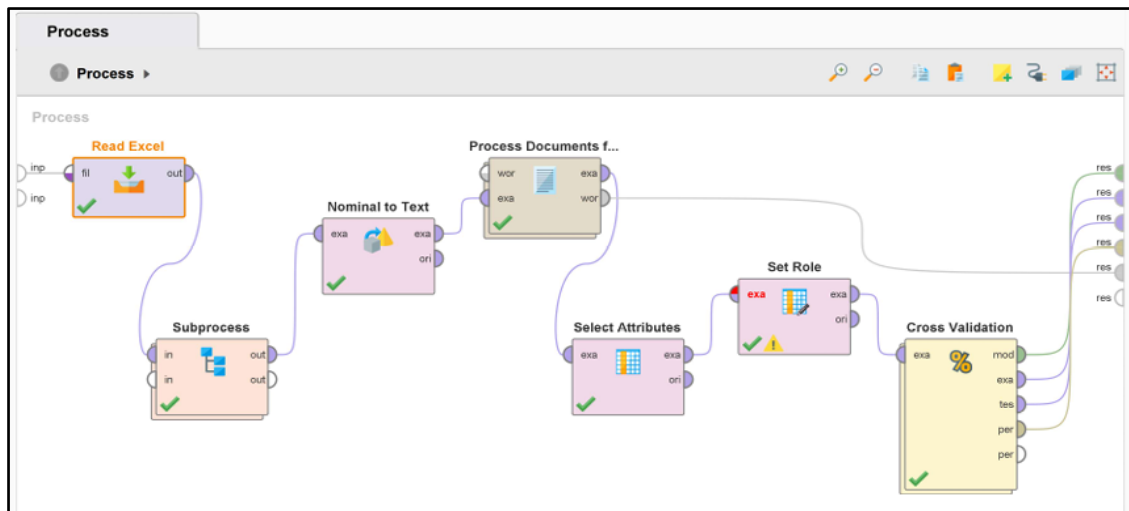 Process
Process
Process
Read Excel
inp
fil
out
inp
Process Documents f...
wor
exa
exa
wor
Nominal to Text
exa
exa
ori
Subprocess
in
out
in
out
Select Attributes
exa
exa
ori
Set Role
exa
exa
ori
Cross Validation
exa
mod
exa
tes
per
per
res
res
res
res
res
res